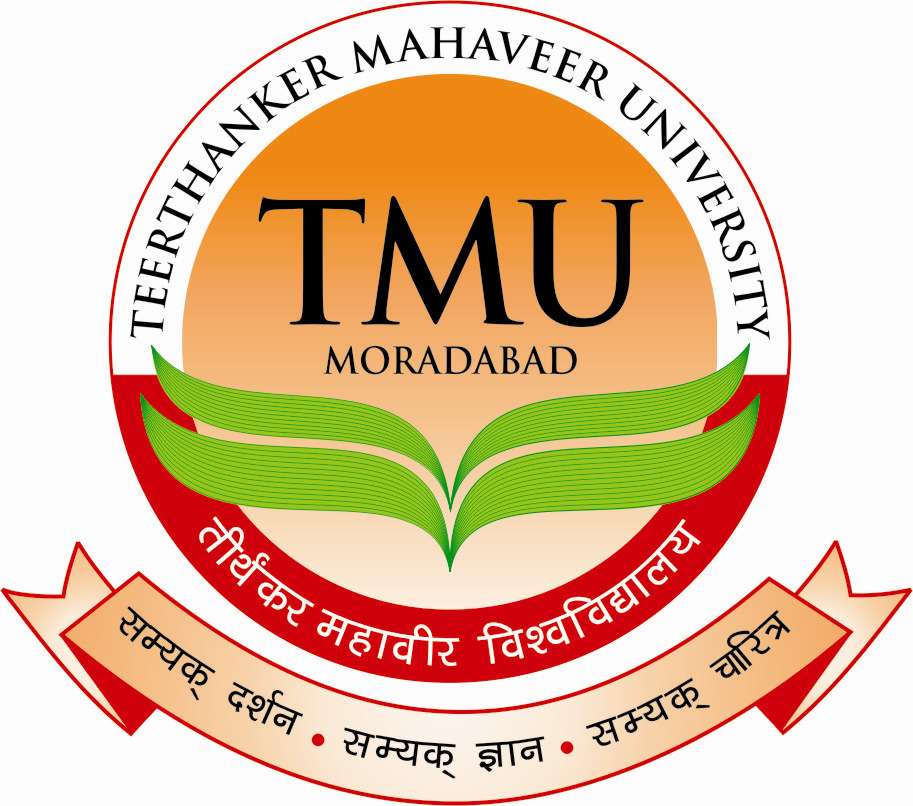 TEERTHANKER MAHAVEER UNIVERSITY
TMU
MORADABAD
तीर्थंकर महावीर विश्वविद्यालय
सम्यक् दर्शन • सम्यक् ज्ञान • सम्यक् चारित्र